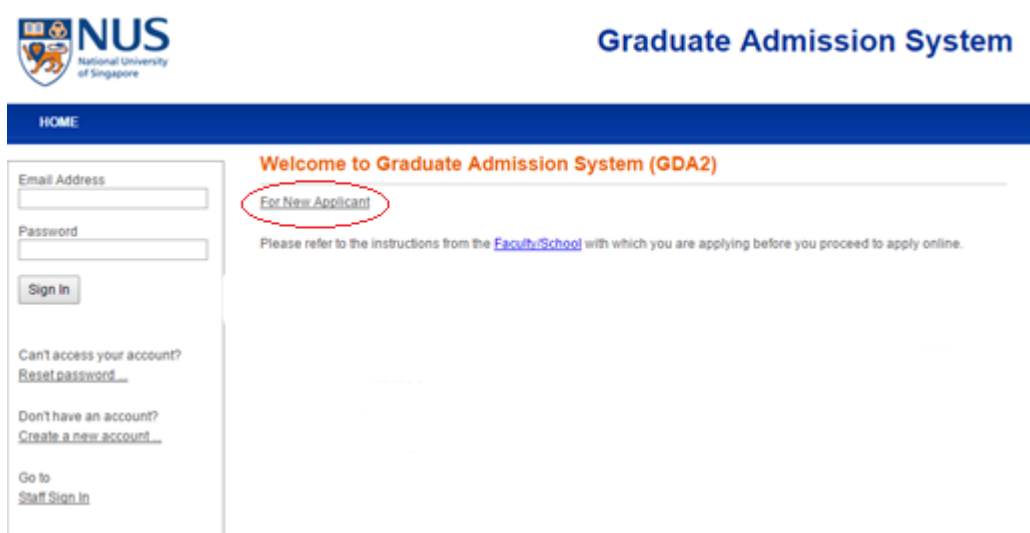 NUS
National University
of Singapore
Graduate Admission System
HOME
Email Address
Password
Sign In
Can't access your account?
Reset password ...
Don't have an account?
Create a new account ...
Go to
Staff Sign In
Welcome to Graduate Admission System (GDA2)
For New Applicant
Please refer to the instructions from the Faculty/School with which you are applying before you proceed to apply online.